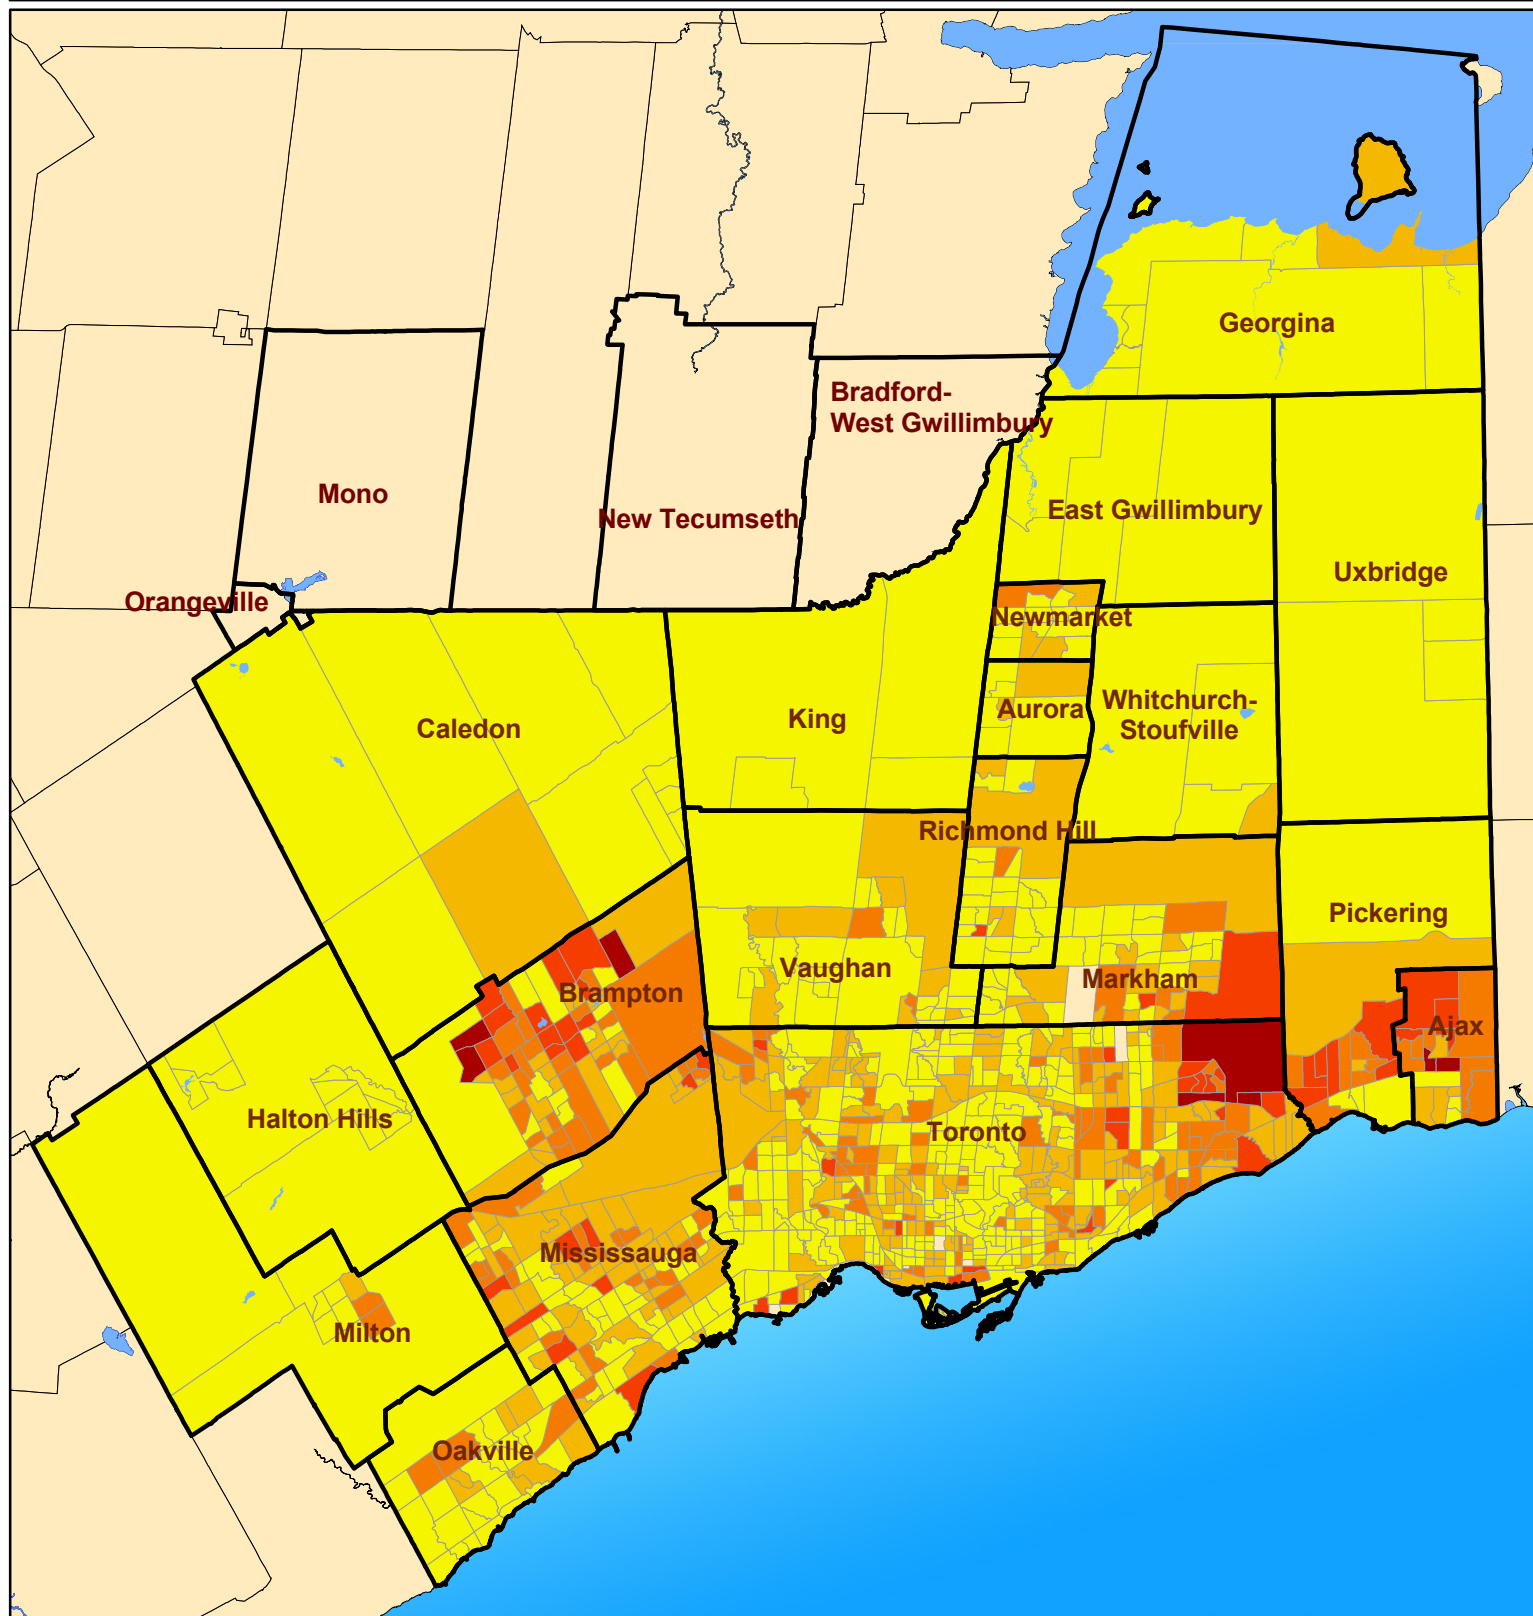 Georgina
Bradford-
West Gwillimbury
Mono
New Tecumseth
East Gwillimbury
Uxbridge
Orangeville
Newmarket
Caledon
King
Aurora
Whitchurch-
Stoufville
Richmond Hill
Pickering
Vaughan
Markham
Brampton
Ajax
Halton Hills
Toronto
Mississauga
Milton
Oakville